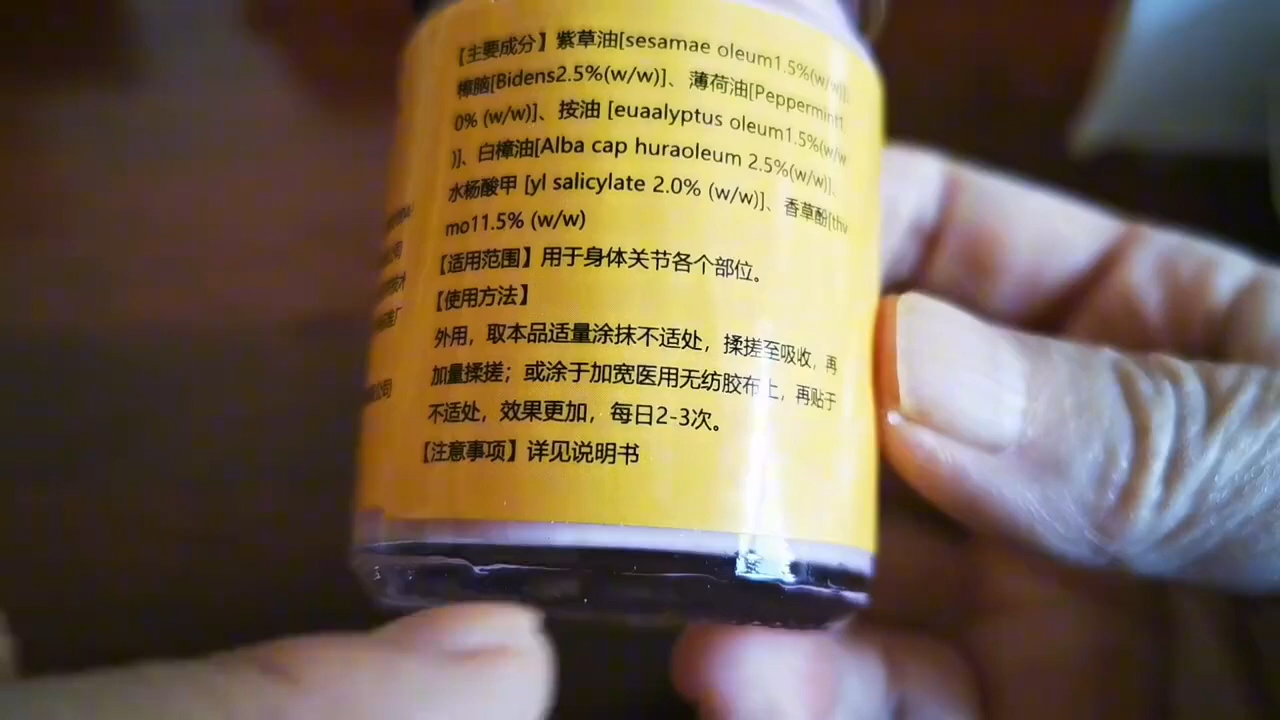 【主要成分】紫草油[sesamae oleum1.5%(w/w)]、
樟脑[Bidens2.5%(w/w)]、薄荷油[Peppermint1.
0% (w/w)]、按油 [euaalyptus oleum1.5%(w/w
)]、白樟油[Alba cap huraoleum 2.5%(w/w)]、
水杨酸甲 [yl salicylate 2.0% (w/w)]、香草酚[thy
mo11.5% (w/w)
【适用范围】用于身体关节各个部位。
【使用方法】
外用，取本品适量涂抹不适处，揉搓至吸收，再
加量揉搓；或涂于加宽医用无纺胶布上，再贴于
不适处，效果更加，每日2-3次。
【注意事项】详见说明书